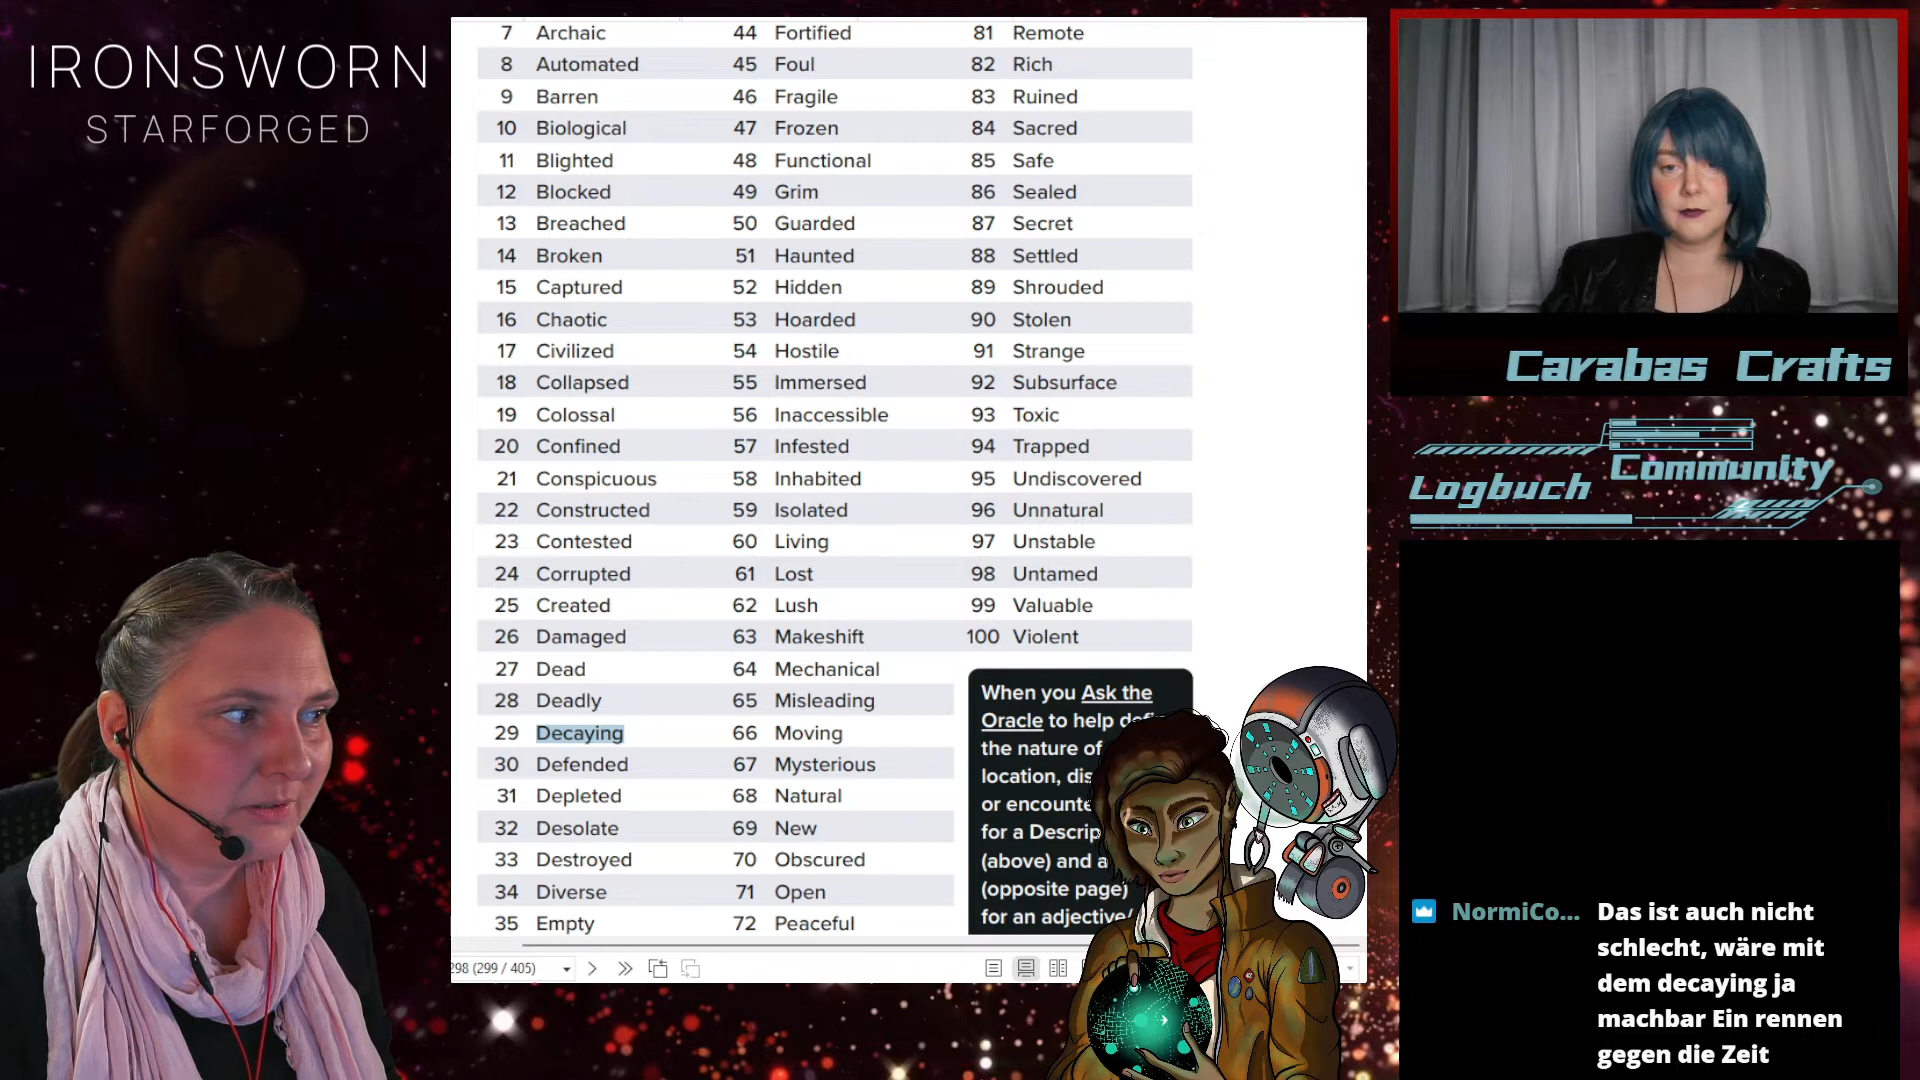 IRONSWORN
STARFORGED
7 Archaic 44 Fortified 81 Remote
8 Automated 45 Foul 82 Rich
9 Barren 46 Fragile 83 Ruined
10 Biological 47 Frozen 84 Sacred
11 Blighted 48 Functional 85 Safe
12 Blocked 49 Grim 86 Sealed
13 Breached 50 Guarded 87 Secret
14 Broken 51 Haunted 88 Settled
15 Captured 52 Hidden 89 Shrouded
16 Chaotic 53 Hoarded 90 Stolen
17 Civilized 54 Hostile 91 Strange
18 Collapsed 55 Immersed 92 Subsurface
19 Colossal 56 Inaccessible 93 Toxic
20 Confined 57 Infested 94 Trapped
21 Conspicuous 58 Inhabited 95 Undiscovered
22 Constructed 59 Isolated 96 Unnatural
23 Contested 60 Living 97 Unstable
24 Corrupted 61 Lost 98 Untamed
25 Created 62 Lush 99 Valuable
26 Damaged 63 Makeshift 100 Violent
27 Dead 64 Mechanical
28 Deadly 65 Misleading
29 Decaying 66 Moving
30 Defended 67 Mysterious
31 Depleted 68 Natural
32 Desolate 69 New
33 Destroyed 70 Obscured
34 Diverse 71 Open
35 Empty 72 Peaceful
When you Ask the
Oracle to help
the nature of
location,
or
for a
(above) and a
(opposite page)
for an adjective/
298 (299 / 405)
Carabas Crafts
Community
Logbuch
NormiCo... Das ist auch nicht
schlecht, wäre mit
dem decaying ja
machbar Ein rennen
gegen die Zeit